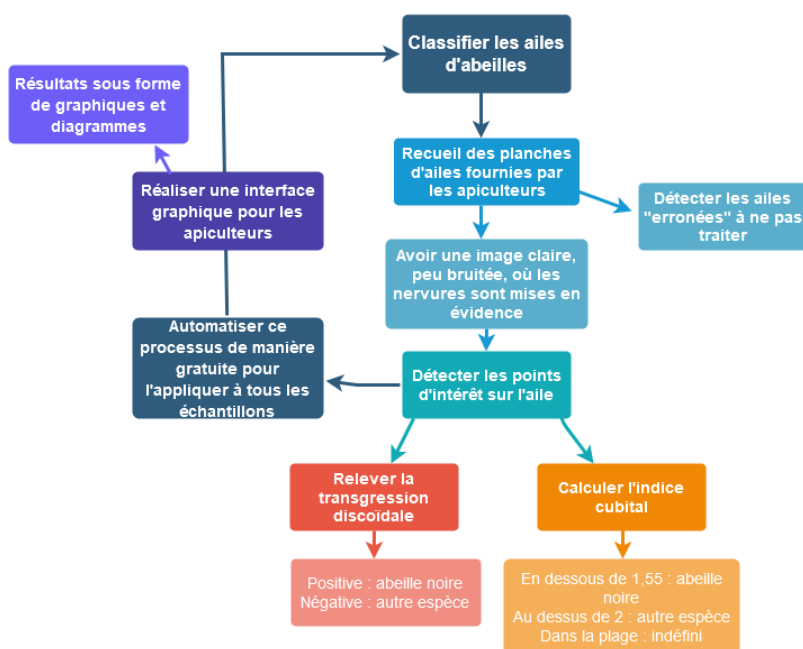 Classifier les ailes
d'abeilles
Résultats sous forme
de graphiques et
diagrammes
Recueil des planches
d'ailes fournies par
les apiculteurs
Réaliser une interface
graphique pour les
apiculteurs
Détecter les ailes
"erronées" à ne pas
traiter
Avoir une image claire,
peu bruitée, où les
nervures sont mises en
évidence
Automatiser ce
processus de manière
gratuite pour
l'appliquer à tous les
échantillons
Détecter les points
d'intérêt sur l'aile
Relever la
transgression
discoïdale
Calculer l'indice
cubital
Positive : abeille noire
Négative : autre espèce
En dessous de 1,55 : abeille
noire
Au dessus de 2 : autre espèce
Dans la plage : indéfini